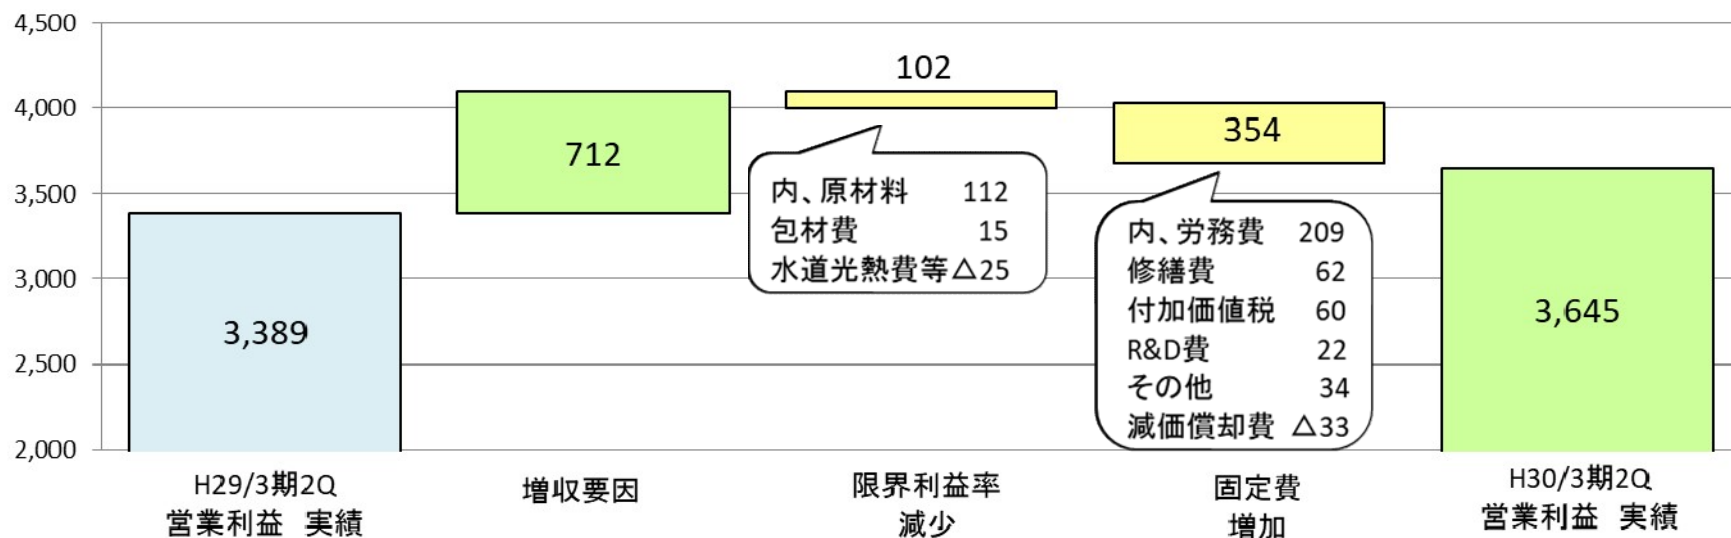 4,500
4,000
3,500
3,000
2,500
2,000
3,389
712
102
内、原材料 112
包材費 15
水道光熱費等△25
354
内、労務費 209
修繕費 62
付加価値税 60
R&D費 22
その他 34
減価償却費 △33
3,645
H29/3期2Q
営業利益 実績
増収要因
限界利益率
減少
固定費
増加
H30/3期2Q
営業利益 実績